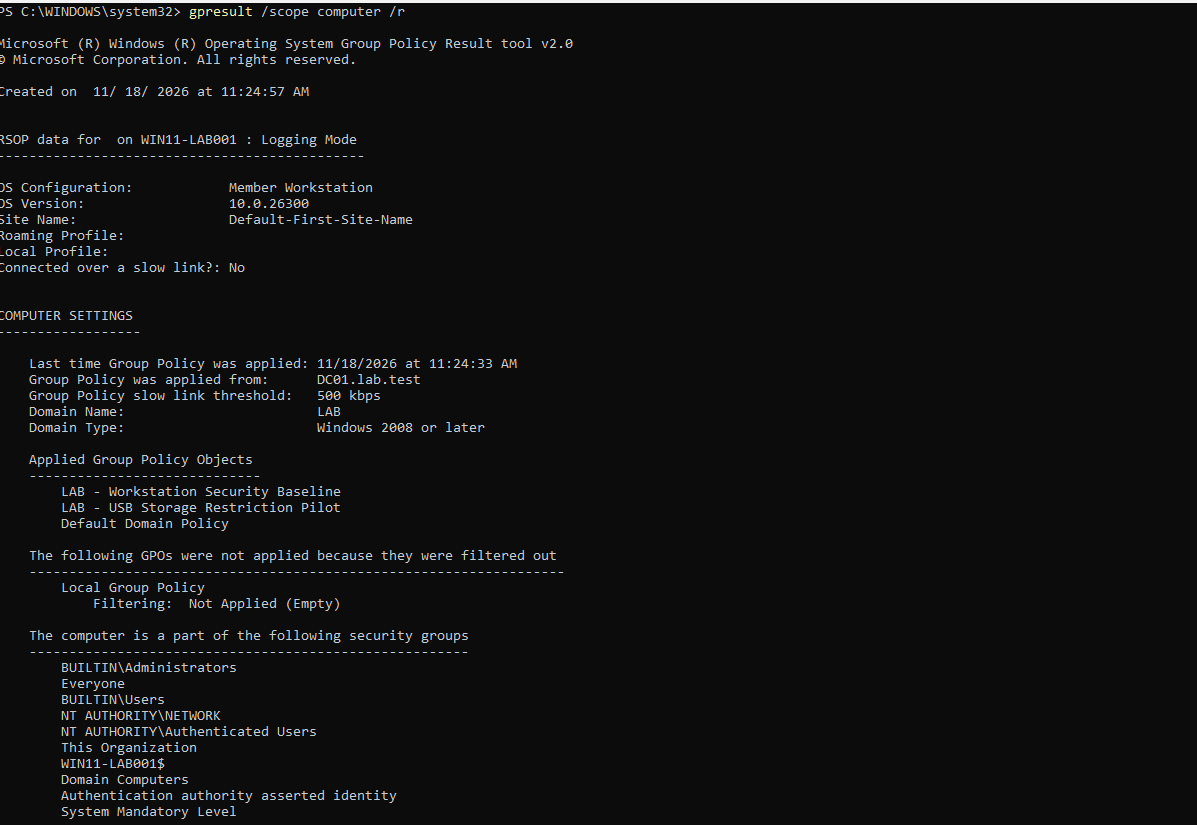 PS C:\WINDOWS\system32> gpresult /scope computer /r
Microsoft (R) Windows (R) Operating System Group Policy Result tool v2.0
© Microsoft Corporation. All rights reserved.
Created on  11/ 18/ 2026 at 11:24:57 AM
RSOP data for  on WIN11-LAB001 : Logging Mode
----------------------------------------------
OS Configuration:            Member Workstation
OS Version:                  10.0.26300
Site Name:                   Default-First-Site-Name
Roaming Profile:
Local Profile:
Connected over a slow link?: No
COMPUTER SETTINGS
------------------
    Last time Group Policy was applied: 11/18/2026 at 11:24:33 AM
    Group Policy was applied from:      DC01.lab.test
    Group Policy slow link threshold:   500 kbps
    Domain Name:                        LAB
    Domain Type:                        Windows 2008 or later
    Applied Group Policy Objects
    -----------------------------
        LAB - Workstation Security Baseline
        LAB - USB Storage Restriction Pilot
        Default Domain Policy
    The following GPOs were not applied because they were filtered out
    -------------------------------------------------------------------
        Local Group Policy
            Filtering:  Not Applied (Empty)
    The computer is a part of the following security groups
    -------------------------------------------------------
        BUILTIN\Administrators
        Everyone
        BUILTIN\Users
        NT AUTHORITY\NETWORK
        NT AUTHORITY\Authenticated Users
        This Organization
        WIN11-LAB001$
        Domain Computers
        Authentication authority asserted identity
        System Mandatory Level